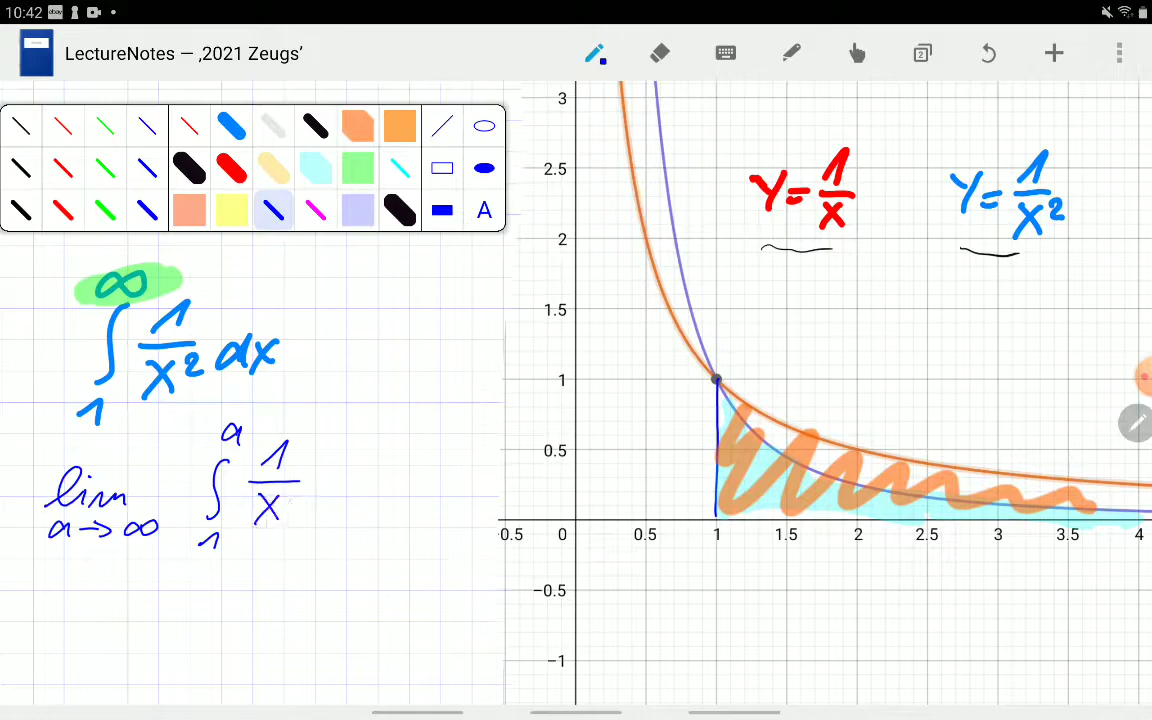 10:42 ebay
LectureNotes — ‚2021 Zeugs‘
2
A
∞
∫ 1/x² dx
1
lim a→∞ ∫ 1/x
a
1
y = 1/x
y = 1/x²
3
2.5
2
1.5
1
0.5
−0.5
−1
-0.5 0 0.5 1 1.5 2 2.5 3 3.5 4